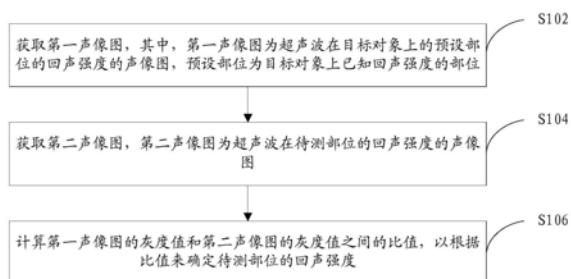 S102
获取第一声像图，其中，第一声像图为超声波在目标对象上的预设部
位的回声强度的声像图，预设部位为目标对象上已知回声强度的部位
S104
获取第二声像图，第二声像图为超声波在待测部位的回声强度的声像
图
S106
计算第一声像图的灰度值和第二声像图的灰度值之间的比值，以根据
比值来确定待测部位的回声强度